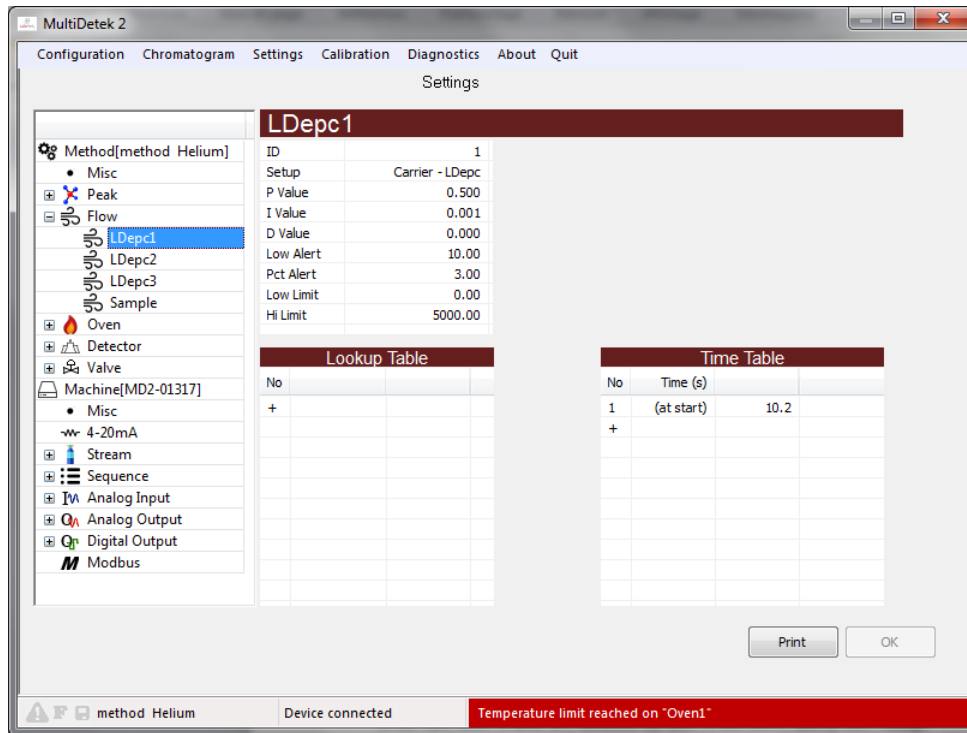 MultiDetek 2
Configuration Chromatogram Settings Calibration Diagnostics About Quit
Settings
Method[method Helium]
Misc
Peak
Flow
LDepc1
LDepc2
LDepc3
Sample
Oven
Detector
Valve
Machine[MD2-01317]
Misc
4-20mA
Stream
Sequence
Analog Input
Analog Output
Digital Output
Modbus
LDepc1
ID 1
Setup Carrier - LDepc
P Value 0.500
I Value 0.001
D Value 0.000
Low Alert 10.00
Pct Alert 3.00
Low Limit 0.00
Hi Limit 5000.00
Lookup Table
No
+
Time Table
No Time (s)
1 (at start) 10.2
+
Print OK
method Helium Device connected Temperature limit reached on "Oven1"